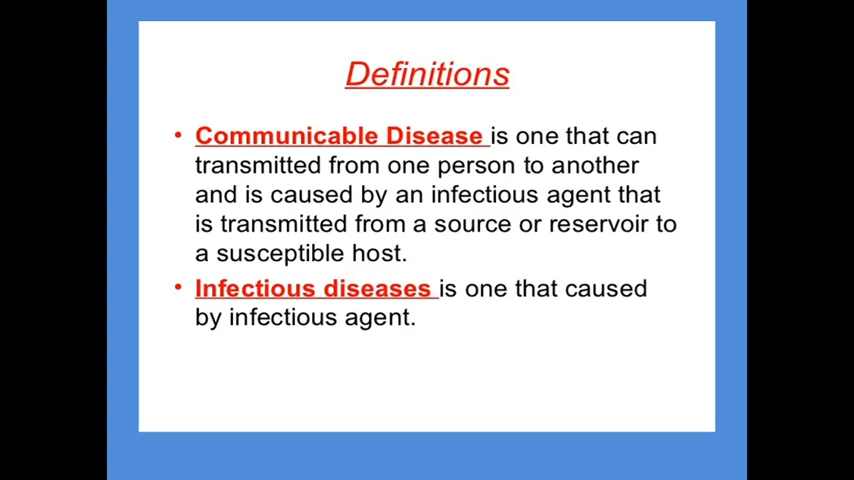 Definitions
• Communicable Disease is one that can
transmitted from one person to another
and is caused by an infectious agent that
is transmitted from a source or reservoir to
a susceptible host.
• Infectious diseases is one that caused
by infectious agent.